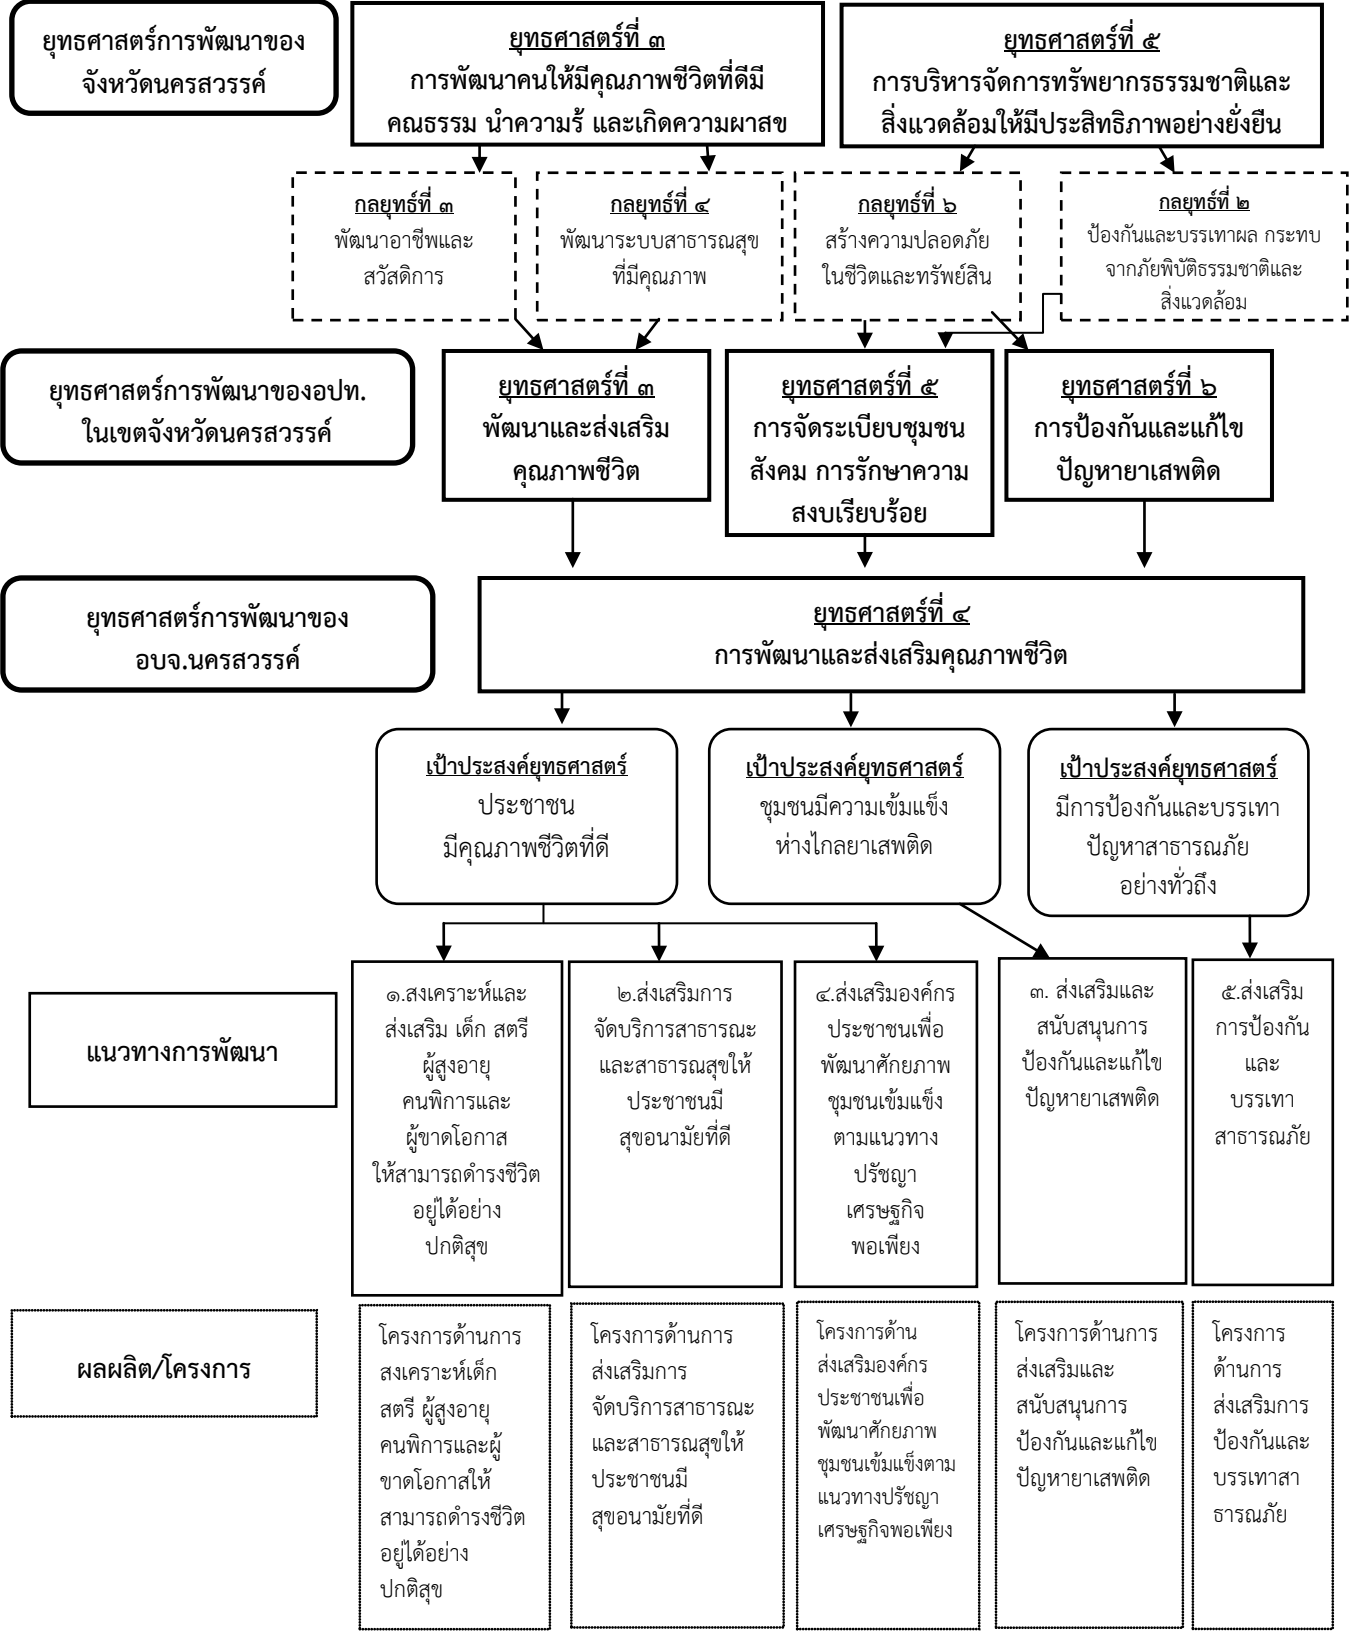 ยุทธศาสตร์การพัฒนาของ
จังหวัดนครสวรรค์
ยุทธศาสตร์ที่ ๓
การพัฒนาคนให้มีคุณภาพชีวิตที่ดีมี
คณธรรม นำความร้ และเกิดความผาสข
ยุทธศาสตร์ที่ ๕
การบริหารจัดการทรัพยากรธรรมชาติและ
สิ่งแวดล้อมให้มีประสิทธิภาพอย่างยั่งยืน
กลยุทธ์ที่ ๓
พัฒนาอาชีพและ
สวัสดิการ
กลยุทธ์ที่ ๔
พัฒนาระบบสาธารณสุข
ที่มีคุณภาพ
กลยุทธ์ที่ ๖
สร้างความปลอดภัย
ในชีวิตและทรัพย์สิน
กลยุทธ์ที่ ๒
ป้องกันและบรรเทาผล กระทบ
จากภัยพิบัติธรรมชาติและ
สิ่งแวดล้อม
ยุทธศาสตร์การพัฒนาของอปท.
ในเขตจังหวัดนครสวรรค์
ยุทธศาสตร์ที่ ๓
พัฒนาและส่งเสริม
คุณภาพชีวิต
ยุทธศาสตร์ที่ ๕
การจัดระเบียบชุมชน
สังคม การรักษาความ
สงบเรียบร้อย
ยุทธศาสตร์ที่ ๖
การป้องกันและแก้ไข
ปัญหายาเสพติด
ยุทธศาสตร์การพัฒนาของ
อบจ.นครสวรรค์
ยุทธศาสตร์ที่ ๔
การพัฒนาและส่งเสริมคุณภาพชีวิต
เป้าประสงค์ยุทธศาสตร์
ประชาชน
มีคุณภาพชีวิตที่ดี
เป้าประสงค์ยุทธศาสตร์
ชุมชนมีความเข้มแข็ง
ห่างไกลยาเสพติด
เป้าประสงค์ยุทธศาสตร์
มีการป้องกันและบรรเทา
ปัญหาสาธารณภัย
อย่างทั่วถึง
แนวทางการพัฒนา
๑.สงเคราะห์และ
ส่งเสริม เด็ก สตรี
ผู้สูงอายุ
คนพิการและ
ผู้ขาดโอกาส
ให้สามารถดำรงชีวิต
อยู่ได้อย่าง
ปกติสุข
๒.ส่งเสริมการ
จัดบริการสาธารณะ
และสาธารณสุขให้
ประชาชนมี
สุขอนามัยที่ดี
๔.ส่งเสริมองค์กร
ประชาชนเพื่อ
พัฒนาศักยภาพ
ชุมชนเข้มแข็ง
ตามแนวทาง
ปรัชญา
เศรษฐกิจ
พอเพียง
๓. ส่งเสริมและ
สนับสนุนการ
ป้องกันและแก้ไข
ปัญหายาเสพติด
๕.ส่งเสริม
การป้องกัน
และ
บรรเทา
สาธารณภัย
ผลผลิต/โครงการ
โครงการด้านการ
สงเคราะห์เด็ก
สตรี ผู้สูงอายุ
คนพิการและผู้
ขาดโอกาสให้
สามารถดำรงชีวิต
อยู่ได้อย่าง
ปกติสุข
โครงการด้านการ
ส่งเสริมการ
จัดบริการสาธารณะ
และสาธารณสุขให้
ประชาชนมี
สุขอนามัยที่ดี
โครงการด้าน
ส่งเสริมองค์กร
ประชาชนเพื่อ
พัฒนาศักยภาพ
ชุมชนเข้มแข็งตาม
แนวทางปรัชญา
เศรษฐกิจพอเพียง
โครงการด้านการ
ส่งเสริมและ
สนับสนุนการ
ป้องกันและแก้ไข
ปัญหายาเสพติด
โครงการ
ด้านการ
ส่งเสริมการ
ป้องกันและ
บรรเทาสา
ธารณภัย